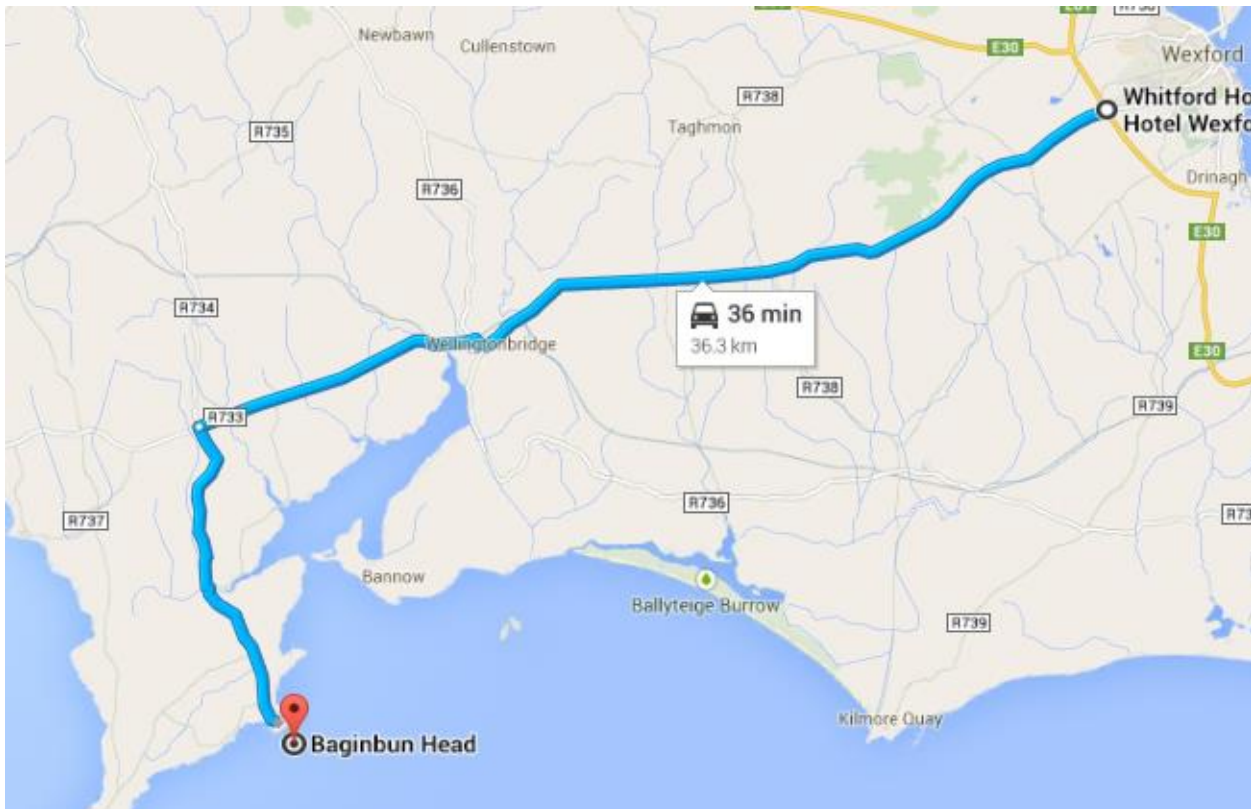 Newbawn
Cullenstown
E30
Wexford
R738
Whitford Ho
Hotel Wexfo
R735
Taghmon
Drinagh
R736
E30
R734
36 min
36.3 km
Wellingtonbridge
E30
R738
R739
R733
R736
R737
R73
Bannow
Ballyteige Burrow
R739
Kilmore Quay
Baginbun Head